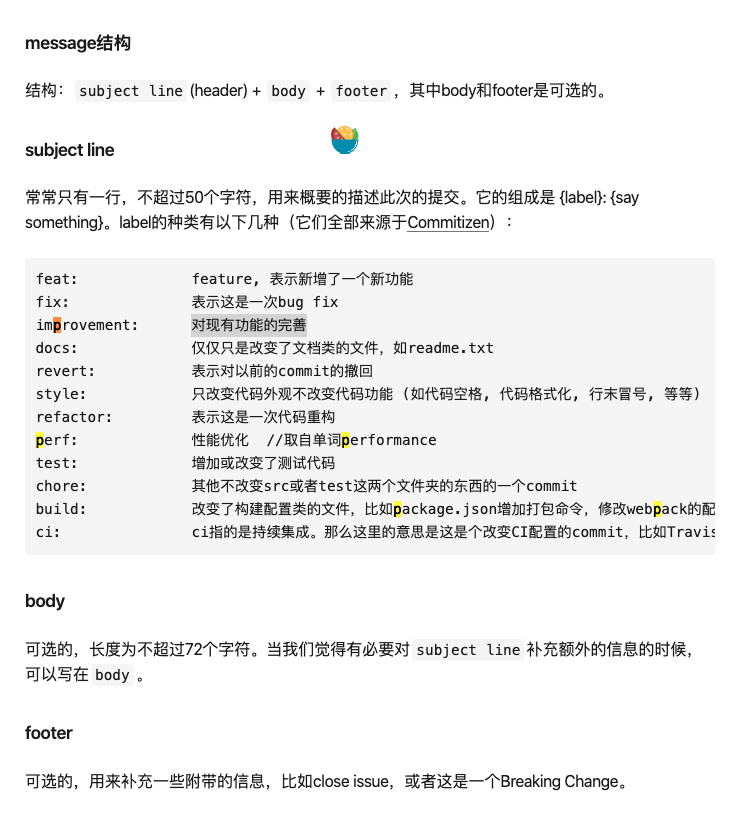 message结构
结构： subject line (header) + body + footer ，其中body和footer是可选的。
subject line
常常只有一行，不超过50个字符，用来概要的描述此次的提交。它的组成是 {label}: {say
something}。label的种类有以下几种（它们全部来源于Commitizen）：
feat: feature, 表示新增了一个新功能
fix: 表示这是一次bug fix
improvement: 对现有功能的完善
docs: 仅仅只是改变了文档类的文件，如readme.txt
revert: 表示对以前的commit的撤回
style: 只改变代码外观不改变代码功能 (如代码空格, 代码格式化, 行末冒号, 等等)
refactor: 表示这是一次代码重构
perf: 性能优化 //取自单词performance
test: 增加或改变了测试代码
chore: 其他不改变src或者test这两个文件夹的东西的一个commit
build: 改变了构建配置类的文件，比如package.json增加打包命令，修改webpack的配
ci: ci指的是持续集成。那么这里的意思是这是个改变CI配置的commit，比如Travis
body
可选的，长度为不超过72个字符。当我们觉得有必要对 subject line 补充额外的信息的时候，
可以写在 body 。
footer
可选的，用来补充一些附带的信息，比如close issue，或者这是一个Breaking Change。